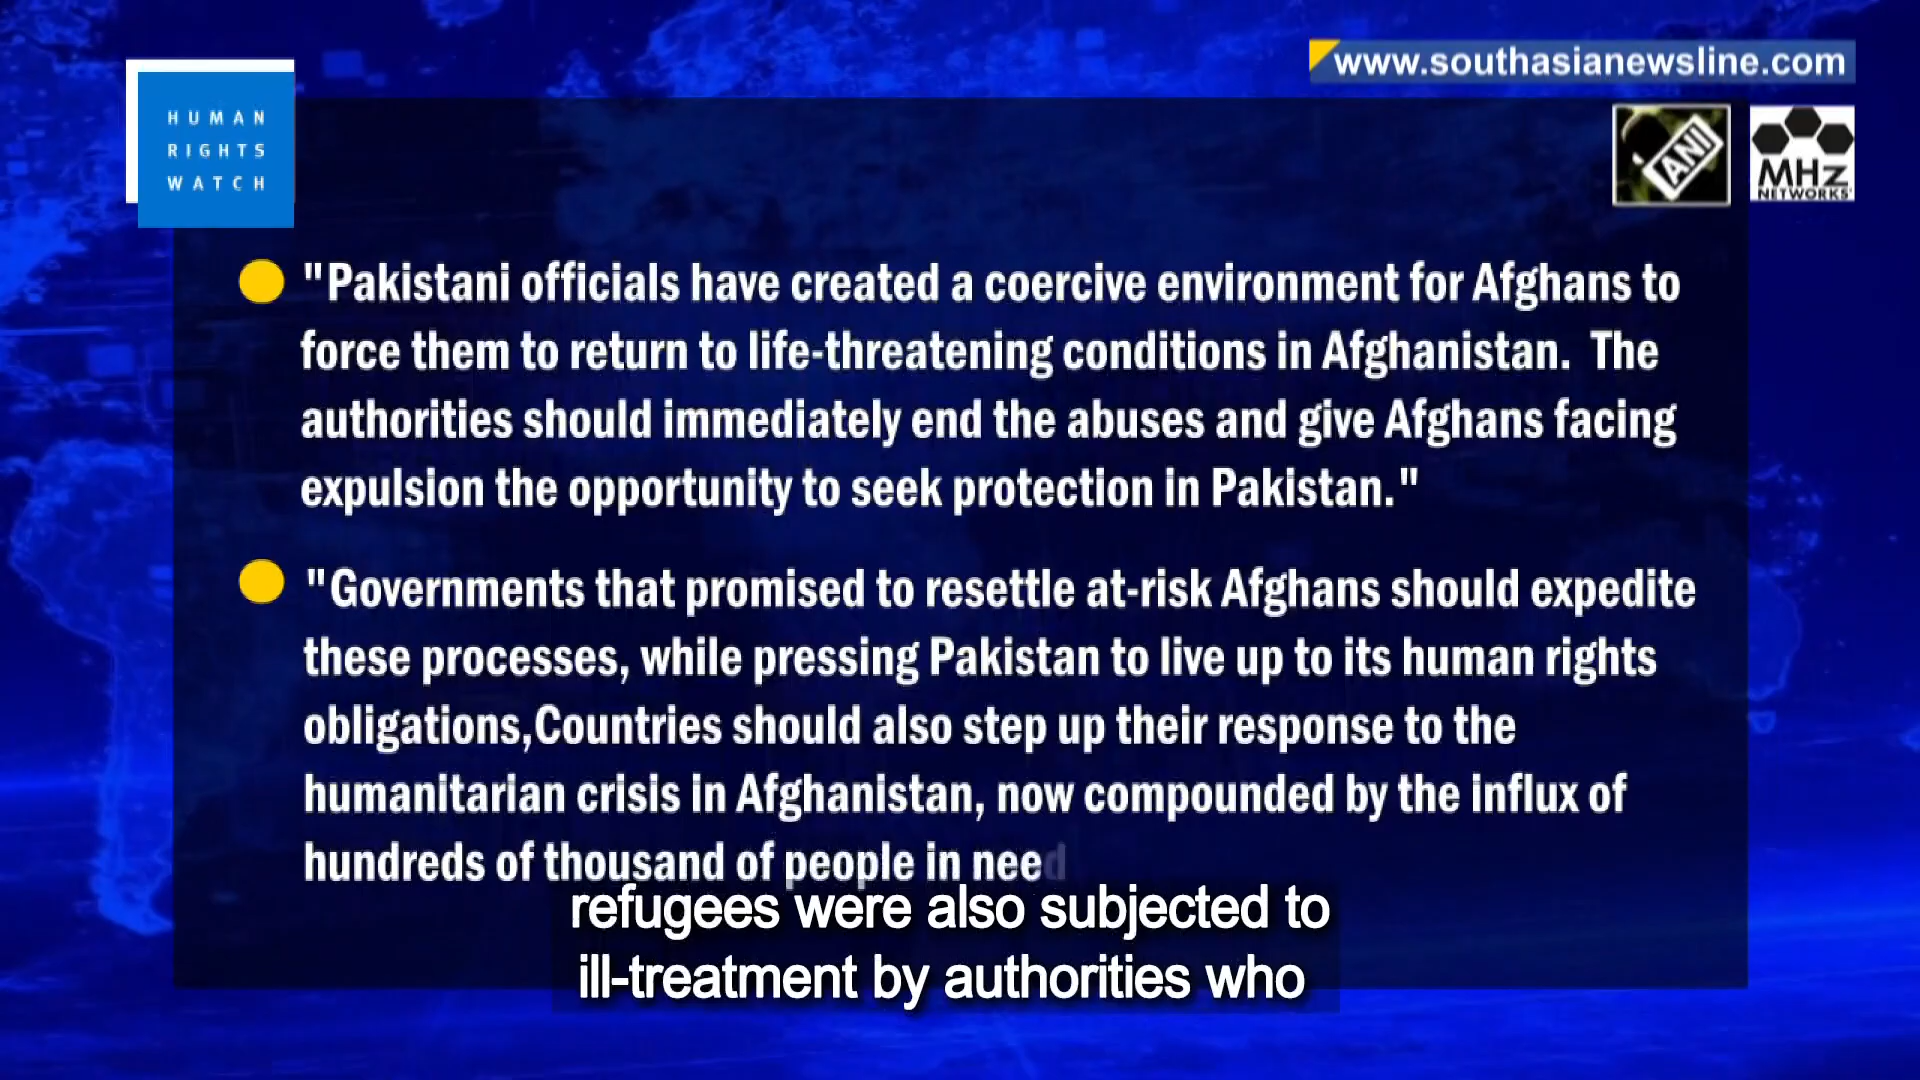 www.southasianewsline.com
HUMAN
RIGHTS
WATCH
ANI
MHz
NETWORKS
"Pakistani officials have created a coercive environment for Afghans to
force them to return to life-threatening conditions in Afghanistan. The
authorities should immediately end the abuses and give Afghans facing
expulsion the opportunity to seek protection in Pakistan."
"Governments that promised to resettle at-risk Afghans should expedite
these processes, while pressing Pakistan to live up to its human rights
obligations,Countries should also step up their response to the
humanitarian crisis in Afghanistan, now compounded by the influx of
hundreds of thousand of people in need
refugees were also subjected to
ill-treatment by authorities who